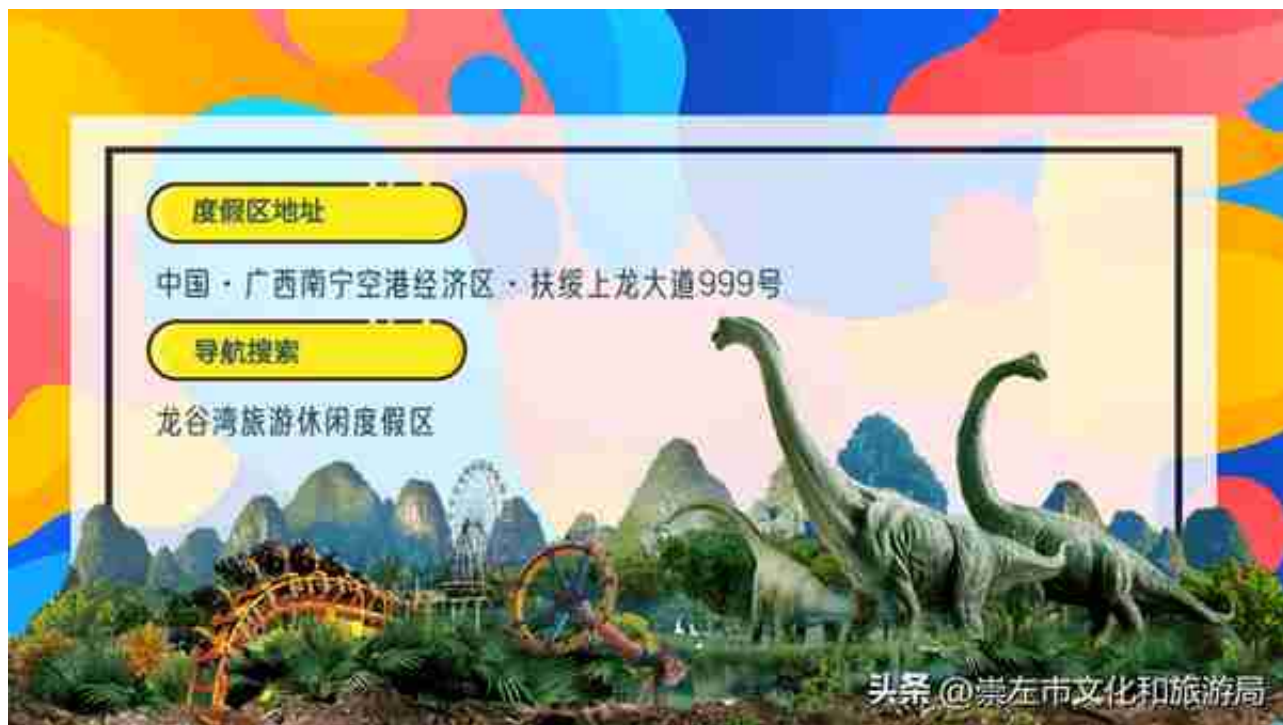 度假区地址
中国·广西南宁空港经济区·扶绥上龙大道999号
导航搜索
龙谷湾旅游休闲度假区
头条 @崇左市文化和旅游局